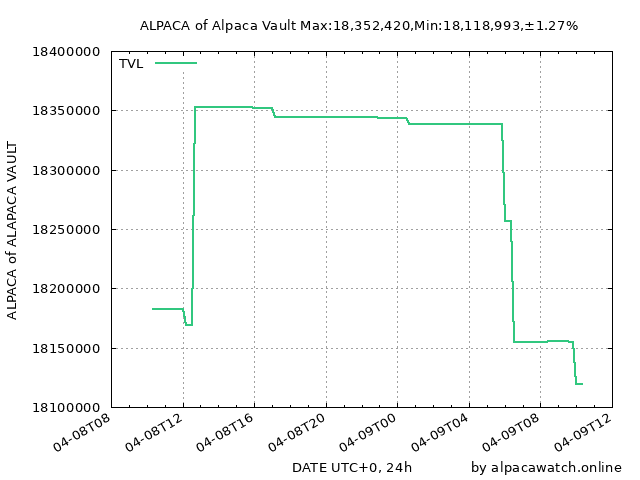 ALPACA of Alpaca Vault Max:18,352,420,Min:18,118,993,±1.27%
TVL
ALPACA of ALAPACA VAULT
18400000
18350000
18300000
18250000
18200000
18150000
18100000
04-08T08
04-08T12
04-08T16
04-08T20
04-09T00
04-09T04
04-09T08
04-09T12
DATE UTC+0, 24h
by alpacawatch.online